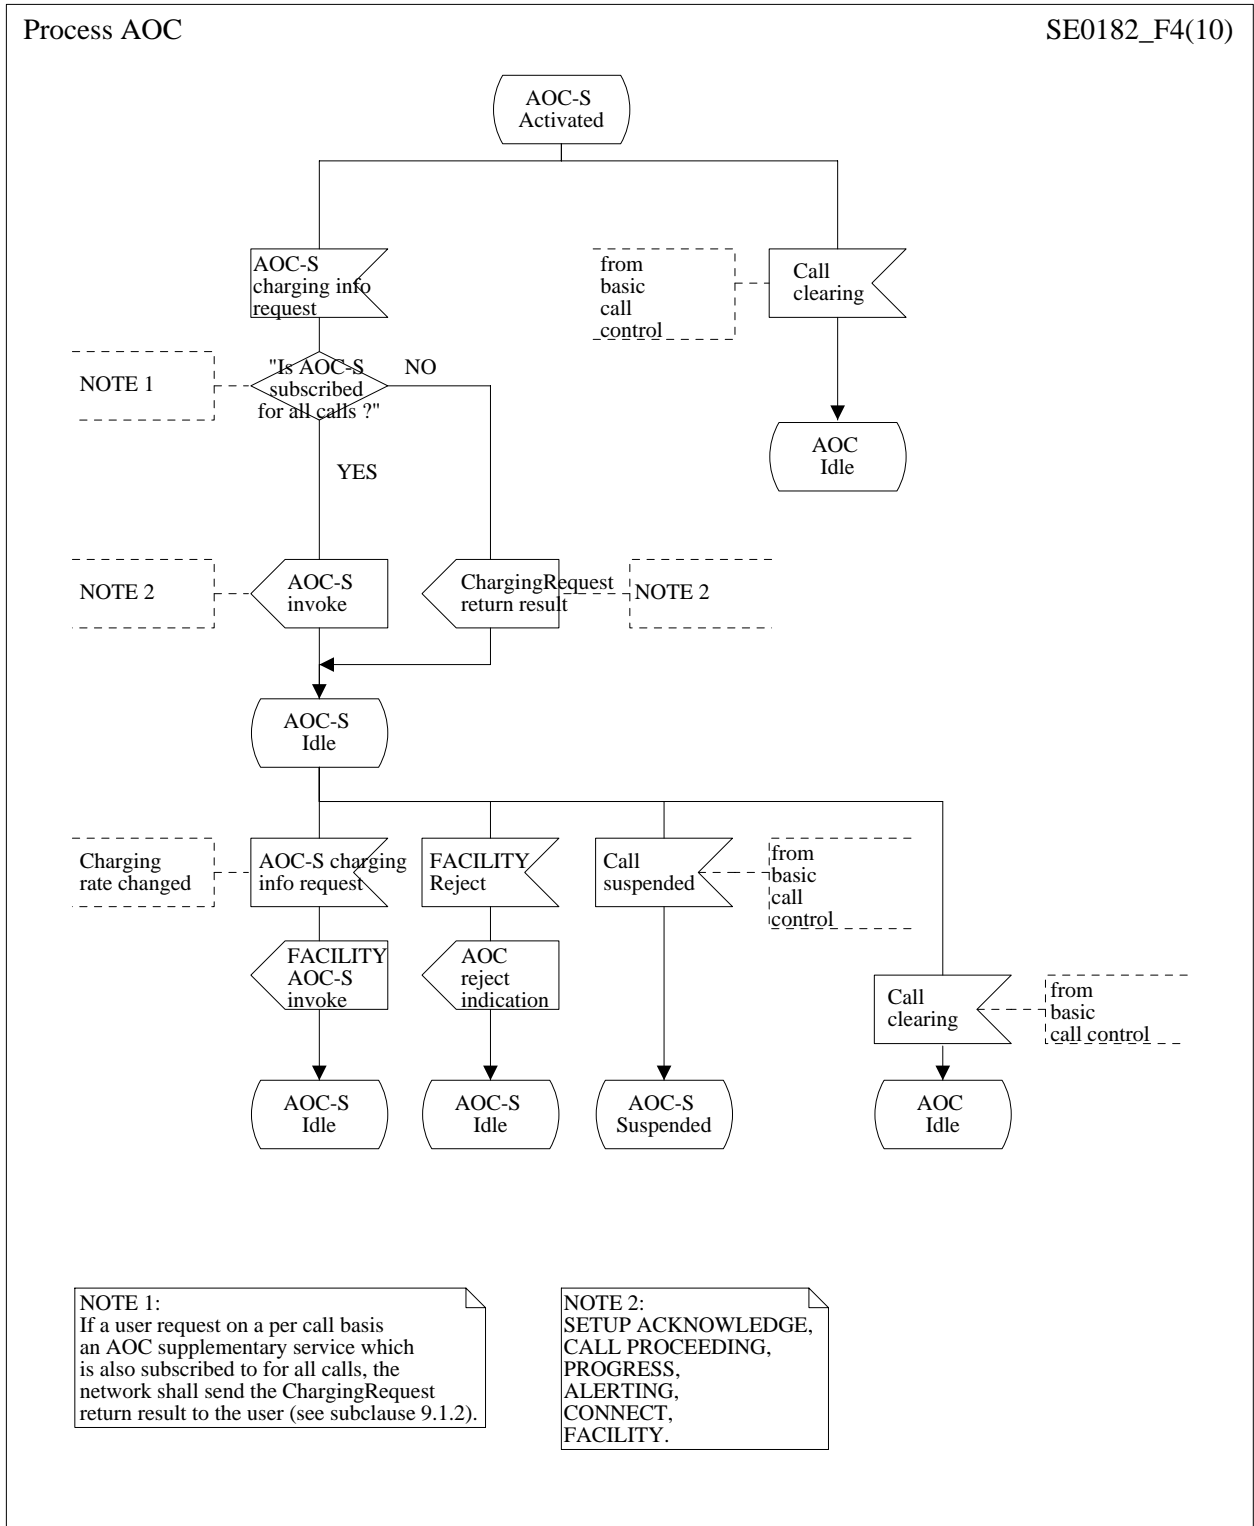 Process AOC
SE0182_F4(10)
AOC-S
Activated
AOC-S
charging info
request
from
basic
call
control
Call
clearing
NOTE 1
"Is AOC-S
subscribed
for all calls ?"
NO
YES
AOC
Idle
NOTE 2
AOC-S
invoke
ChargingRequest
return result
NOTE 2
AOC-S
Idle
Charging
rate changed
AOC-S charging
info request
FACILITY
Reject
Call
suspended
from
basic
call
control
FACILITY
AOC-S
invoke
AOC
reject
indication
Call
clearing
from
basic
call control
AOC-S
Idle
AOC-S
Idle
AOC-S
Suspended
AOC
Idle
NOTE 1:
If a user request on a per call basis
an AOC supplementary service which
is also subscribed to for all calls, the
network shall send the ChargingRequest
return result to the user (see subclause 9.1.2).
NOTE 2:
SETUP ACKNOWLEDGE,
CALL PROCEEDING,
PROGRESS,
ALERTING,
CONNECT,
FACILITY.